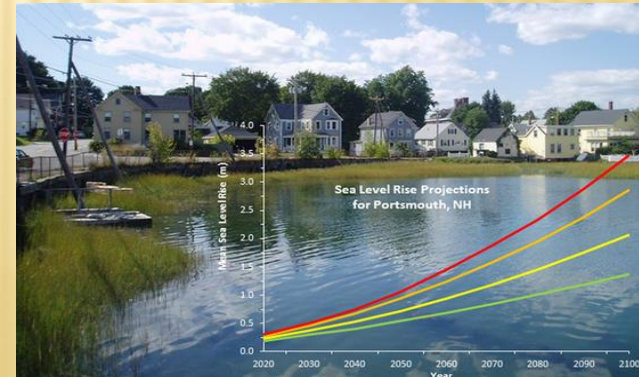 4.0
3.5
3.0
2.5
2.0
1.5
1.0
0.5
0.0
Mean Sea Level Rise (m)
Sea Level Rise Projections
for Portsmouth, NH
2020 2030 2040 2050 2060 2070 2080 2090 2100
Year